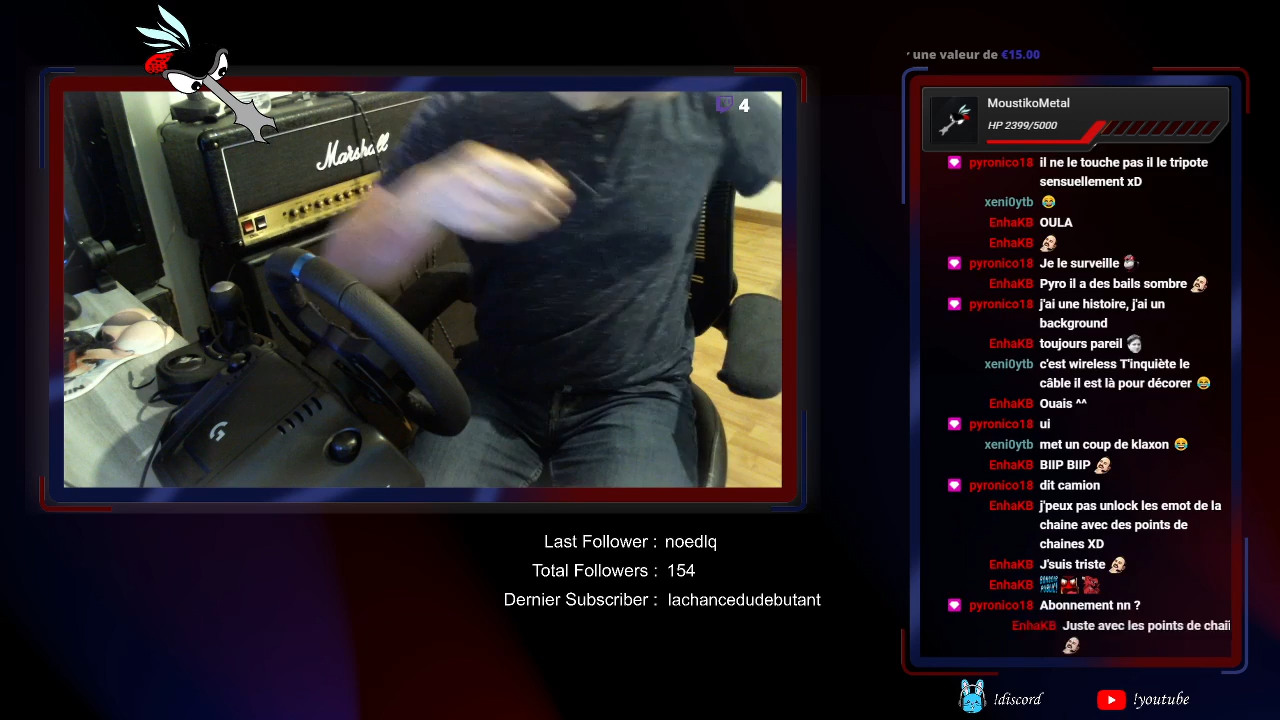 une valeur de €15.00
Marshall
4
MoustikoMetal
HP 2399/5000
pyronico18 il ne le touche pas il le tripote
sensuellement xD
xeni0ytb
EnhaKB OULA
EnhaKB
pyronico18 Je le surveille
EnhaKB Pyro il a des bails sombre
pyronico18 j'ai une histoire, j'ai un
background
EnhaKB toujours pareil
xeni0ytb c'est wireless T'inquiète le
câble il est là pour décorer
EnhaKB Ouais ^^
pyronico18 ui
xeni0ytb met un coup de klaxon
EnhaKB BIIP BIIP
pyronico18 dit camion
EnhaKB j'peux pas unlock les emot de la
chaine avec des points de
chaines XD
EnhaKB J'suis triste
EnhaKB
pyronico18 Abonnement nn ?
EnhaKB Juste avec les points de
Last Follower : noedlq
Total Followers : 154
Dernier Subscriber : lachancedudebutant
!discord
!youtube